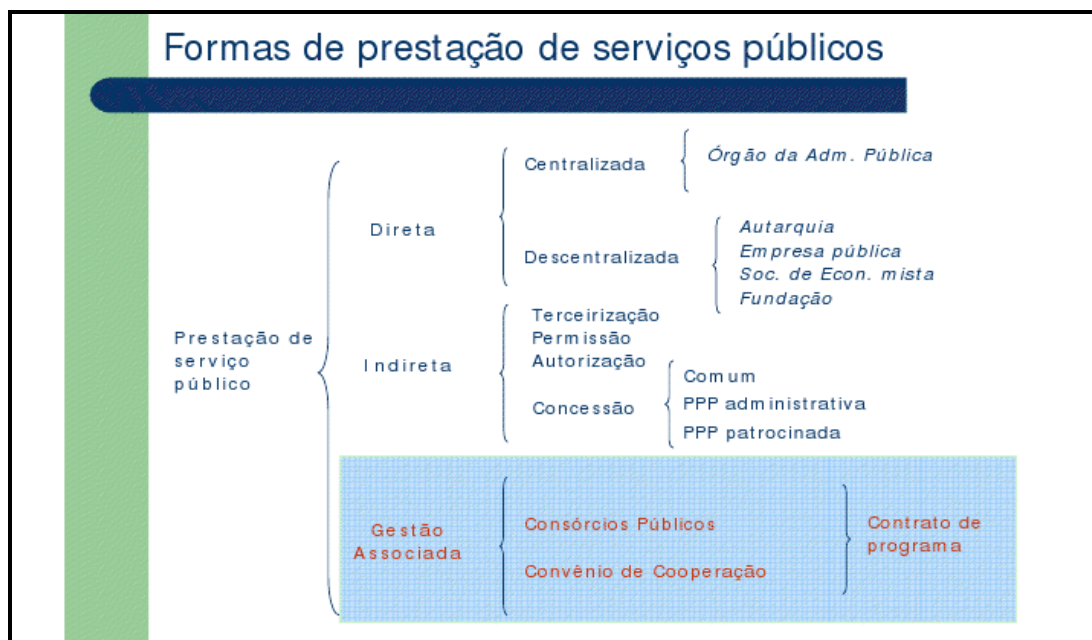 Formas de prestação de serviços públicos
Prestação de
serviço
público
Direta
Centralizada
Órgão da Adm. Pública
Descentralizada
Autarquia
Empresa pública
Soc. de Econ. mista
Fundação
Indireta
Terceirização
Permissão
Autorização
Concessão
Comum
PPP administrativa
PPP patrocinada
Gestão
Associada
Consórcios Públicos
Convênio de Cooperação
Contrato de
programa